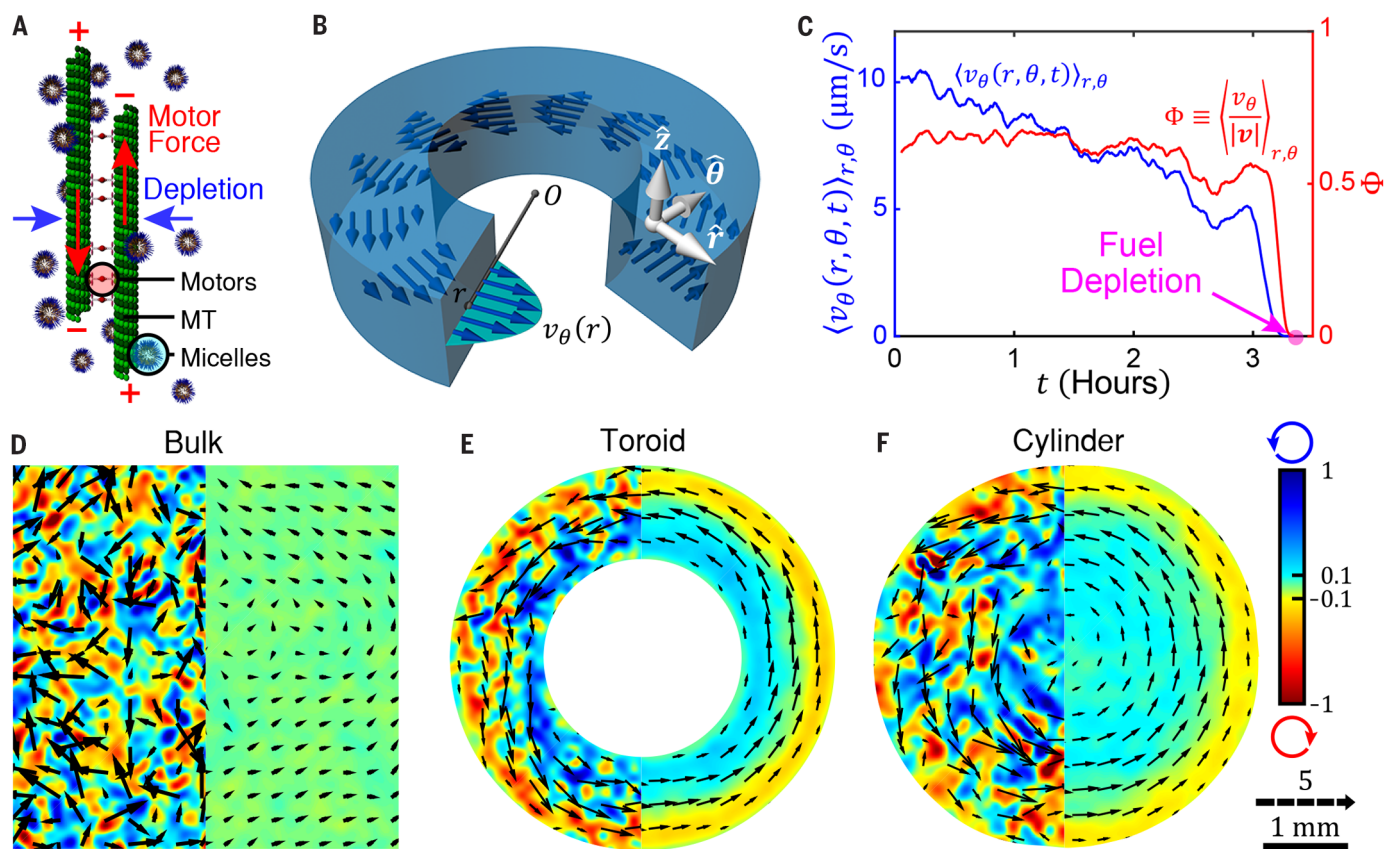 A
+
−
Motor
Force
Depletion
Motors
MT
Micelles
−
+
B
O
ẑ
θ̂
r̂
r
v_θ(r)
C
⟨v_θ(r, θ, t)⟩_{r,θ} (μm/s)
10
5
0
⟨v_θ(r, θ, t)⟩_{r,θ}
Φ ≡ ⟨v_θ/|v|⟩_{r,θ}
Fuel
Depletion
1
0.5
0
Φ
0 1 2 3
t (Hours)
D Bulk
E Toroid
F Cylinder
1
0.1
−0.1
−1
5
1 mm